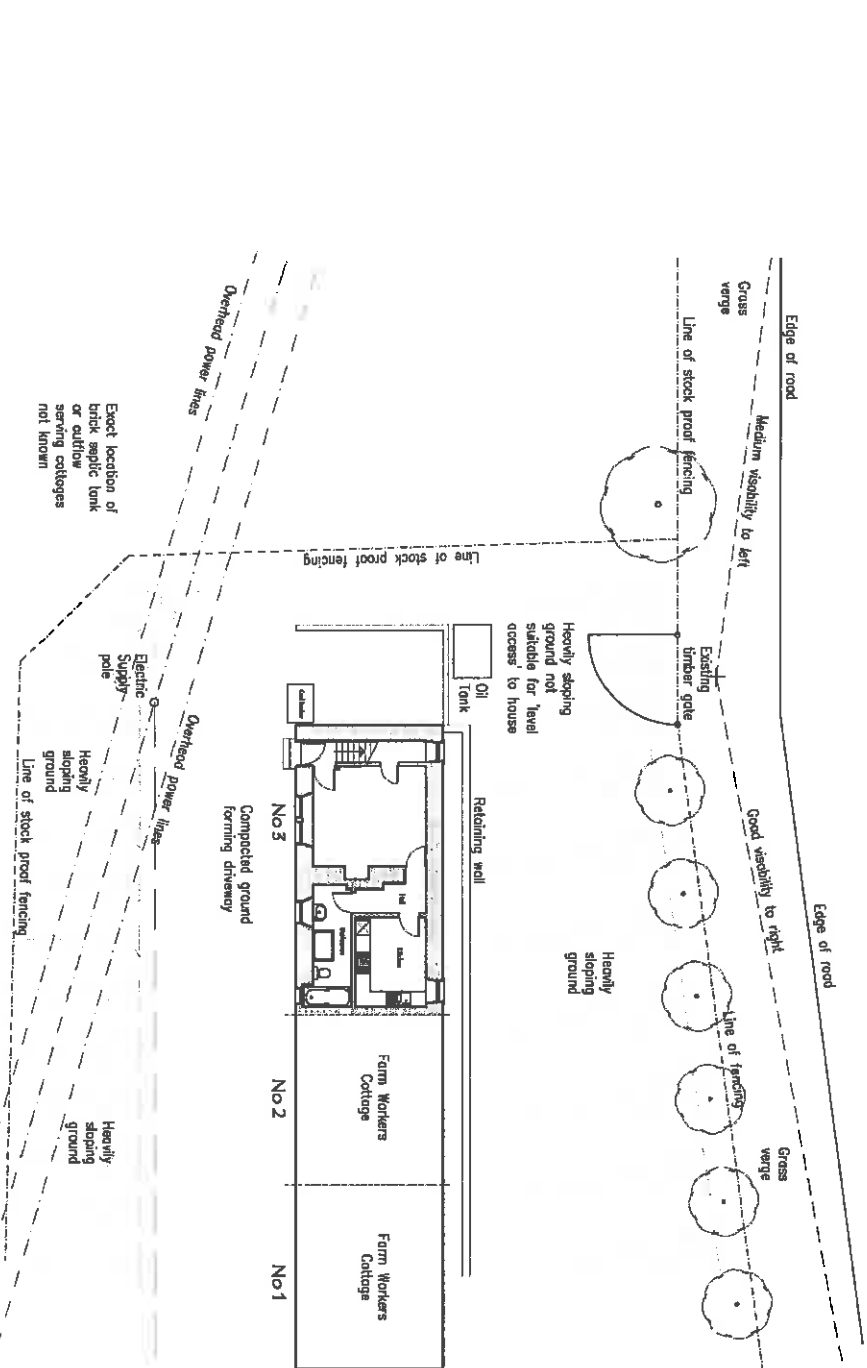 Edge of road
Grass
verge
Medium visability to left
Line of stock proof fencing
Existing
timber gate
Good visability to right
Edge of road
Line of fencing
Grass
verge
Heavily sloping
ground not
suitable for 'level
access' to house
Heavily
sloping
ground
Line of stock proof fencing
Oil
Tank
Retaining wall
Hall
Kitchen
Bathroom
No 3
Farm Workers
Cottage
No 2
Farm Workers
Cottage
No 1
Compacted ground
forming driveway
Overhead power lines
Overhead power lines
Electric
Supply
pole
Exact location of
brick septic tank
or outflow
serving cottages
not known
Heavily
sloping
ground
Line of stock proof fencing
Heavily
sloping
ground